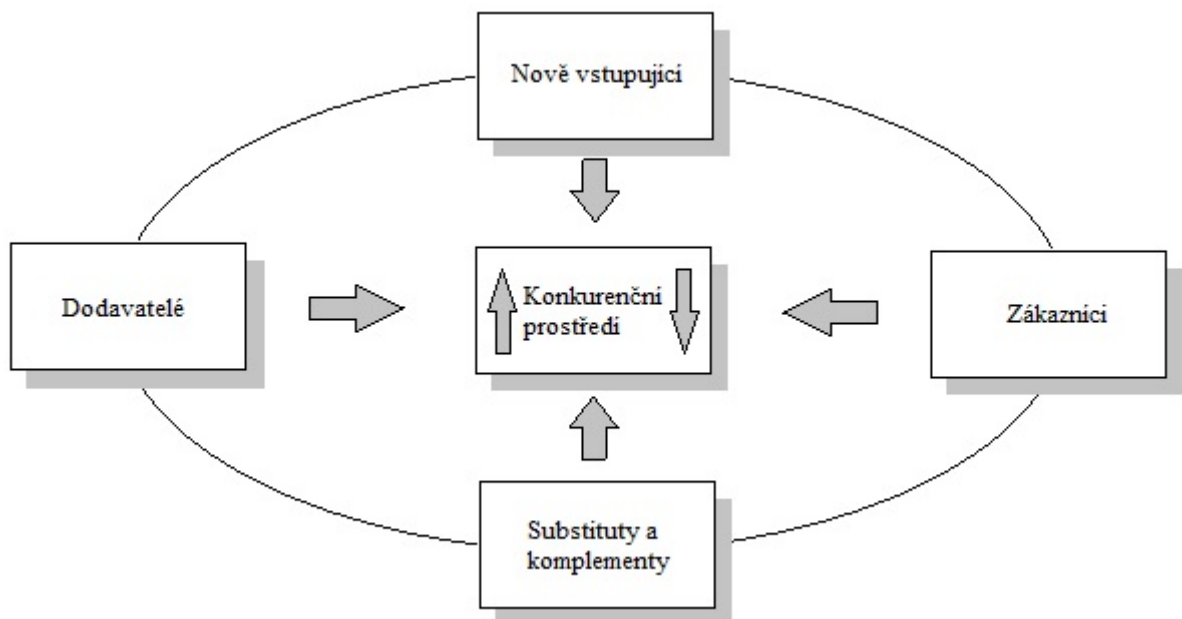 Nově vstupující
Dodavatelé
Konkurenční
prostředí
Zákazníci
Substituty a
komplementy